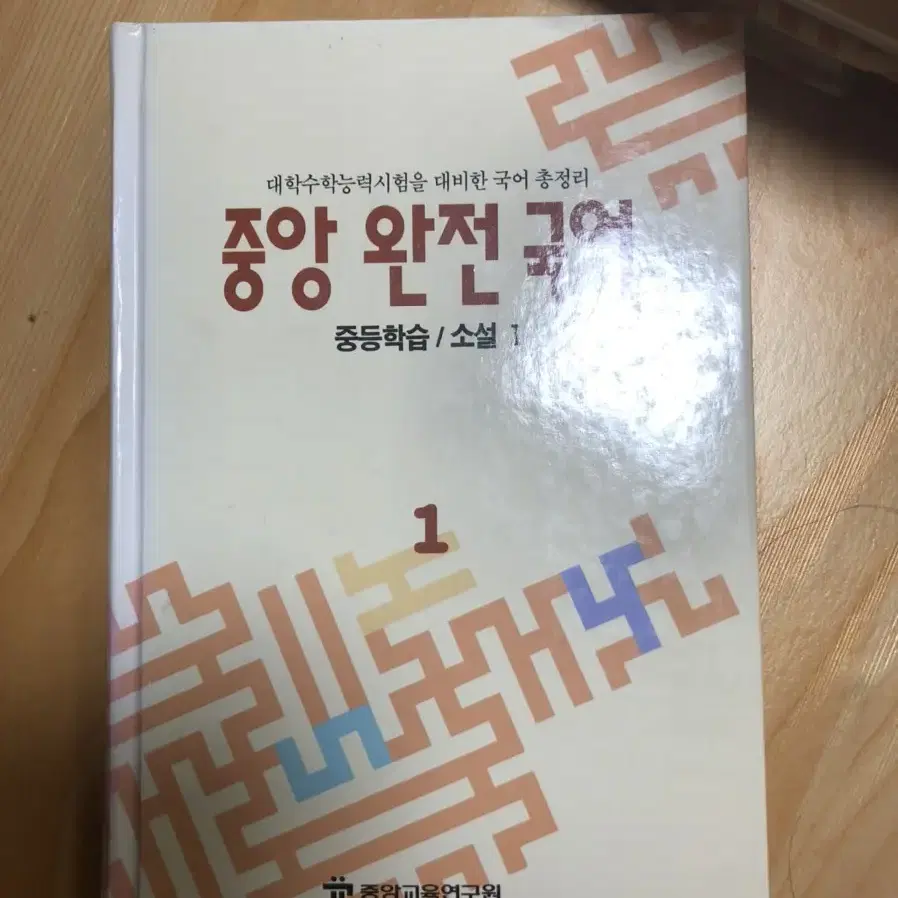 대학수학능력시험을 대비한 국어 총정리
중앙 완전 국어
중등학습 / 소설 I
1
중앙교육연구원